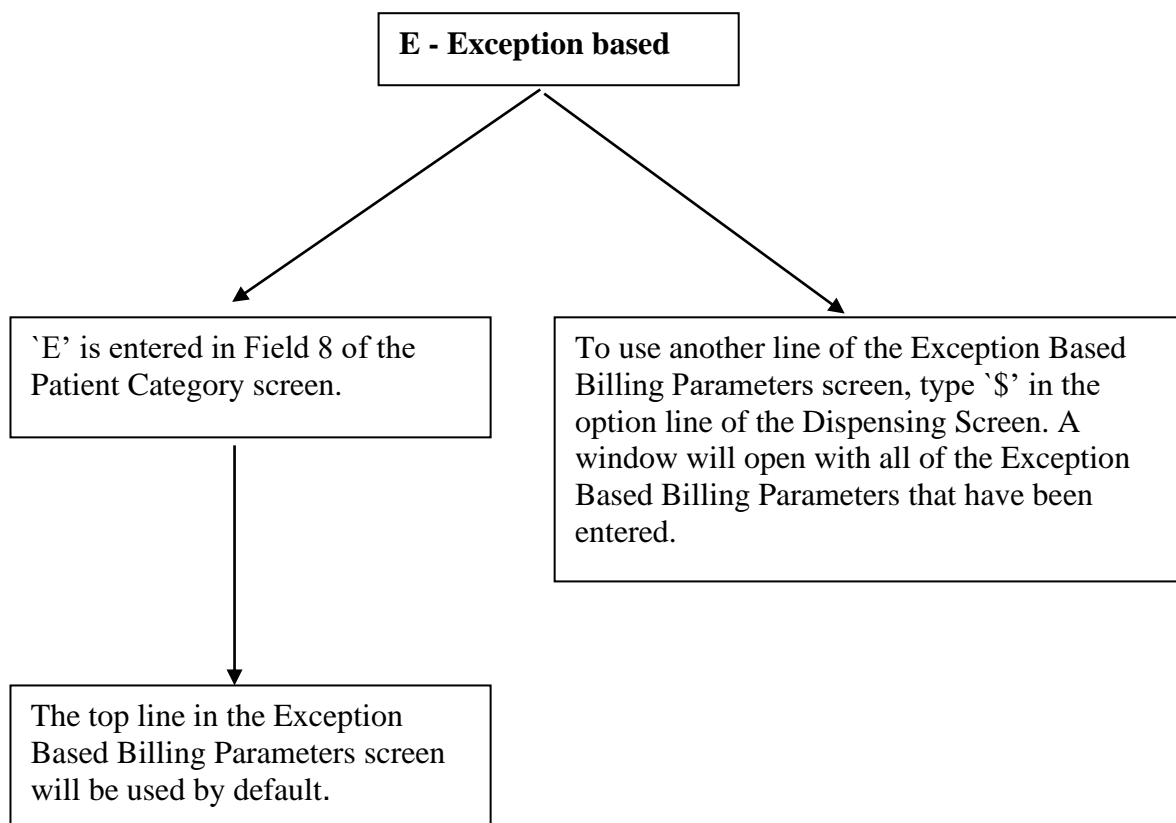 E - Exception based
`E’ is entered in Field 8 of the
Patient Category screen.
To use another line of the Exception Based
Billing Parameters screen, type `$’ in the
option line of the Dispensing Screen. A
window will open with all of the Exception
Based Billing Parameters that have been
entered.
The top line in the Exception
Based Billing Parameters screen
will be used by default.